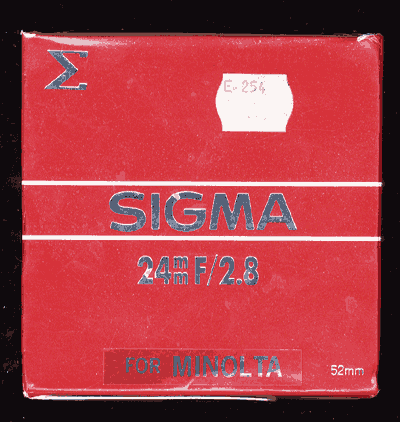 Σ
E-254
SIGMA
24mm F/2.8
FOR MINOLTA
52mm